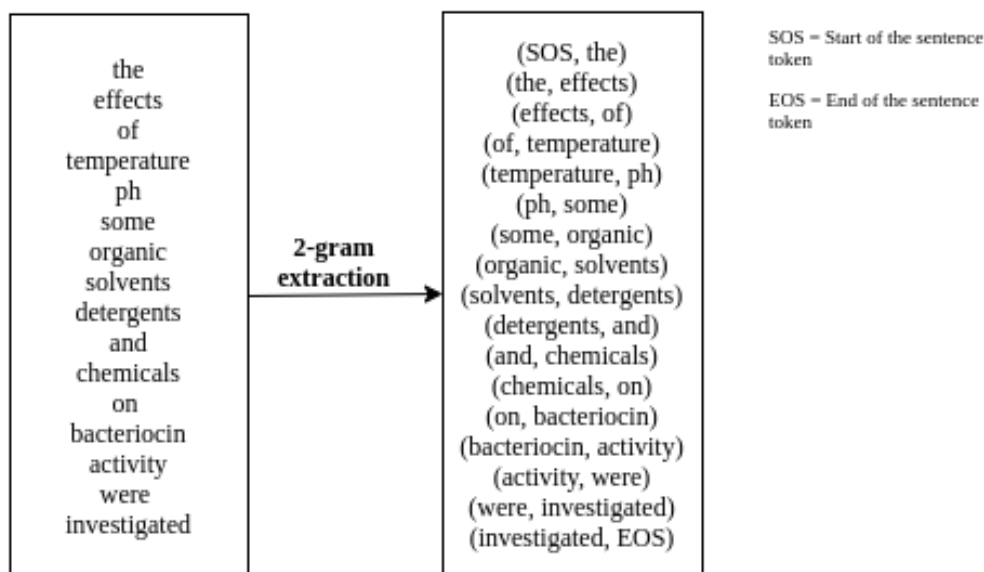 the
effects
of
temperature
ph
some
organic
solvents
detergents
and
chemicals
on
bacteriocin
activity
were
investigated
2-gram
extraction
(SOS, the)
(the, effects)
(effects, of)
(of, temperature)
(temperature, ph)
(ph, some)
(some, organic)
(organic, solvents)
(solvents, detergents)
(detergents, and)
(and, chemicals)
(chemicals, on)
(on, bacteriocin)
(bacteriocin, activity)
(activity, were)
(were, investigated)
(investigated, EOS)
SOS = Start of the sentence
token
EOS = End of the sentence
token